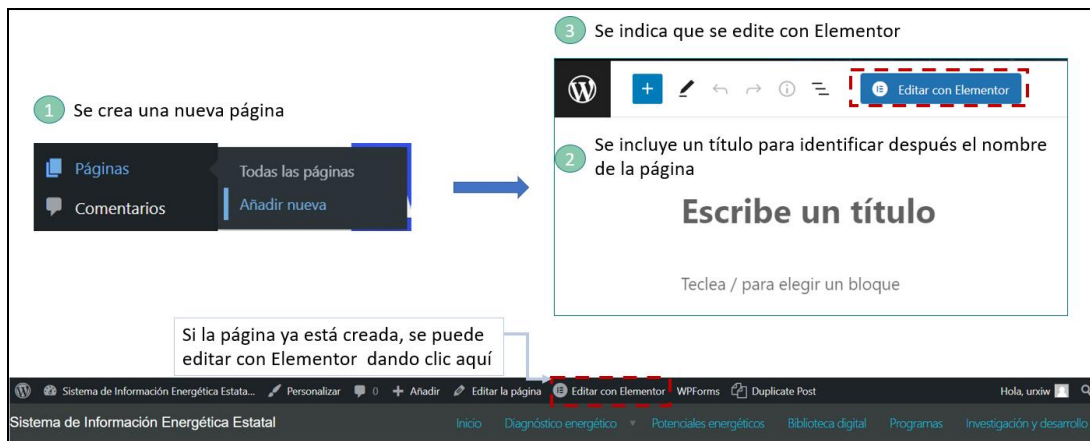 1 Se crea una nueva página
Páginas
Comentarios
Todas las páginas
Añadir nueva
3 Se indica que se edite con Elementor
Editar con Elementor
2 Se incluye un título para identificar después el nombre
de la página
Escribe un título
Teclea / para elegir un bloque
Si la página ya está creada, se puede
editar con Elementor dando clic aquí
Sistema de Información Energética Estata... Personalizar 0 Añadir Editar la página Editar con Elementor WPForms Duplicate Post Hola, urxiw
Sistema de Información Energética Estatal Inicio Diagnóstico energético Potenciales energéticos Biblioteca digital Programas Investigación y desarrollo